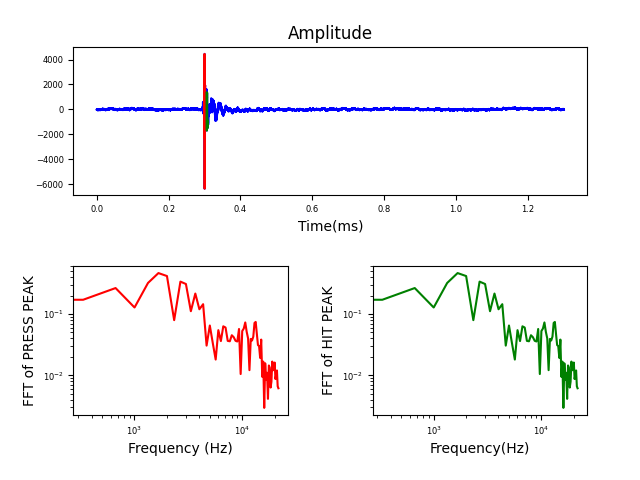 Amplitude
4000
2000
0
−2000
−4000
−6000
0.0 0.2 0.4 0.6 0.8 1.0 1.2
Time(ms)
FFT of PRESS PEAK
10⁻¹
10⁻²
10³ 10⁴
Frequency (Hz)
FFT of HIT PEAK
10⁻¹
10⁻²
10³ 10⁴
Frequency(Hz)